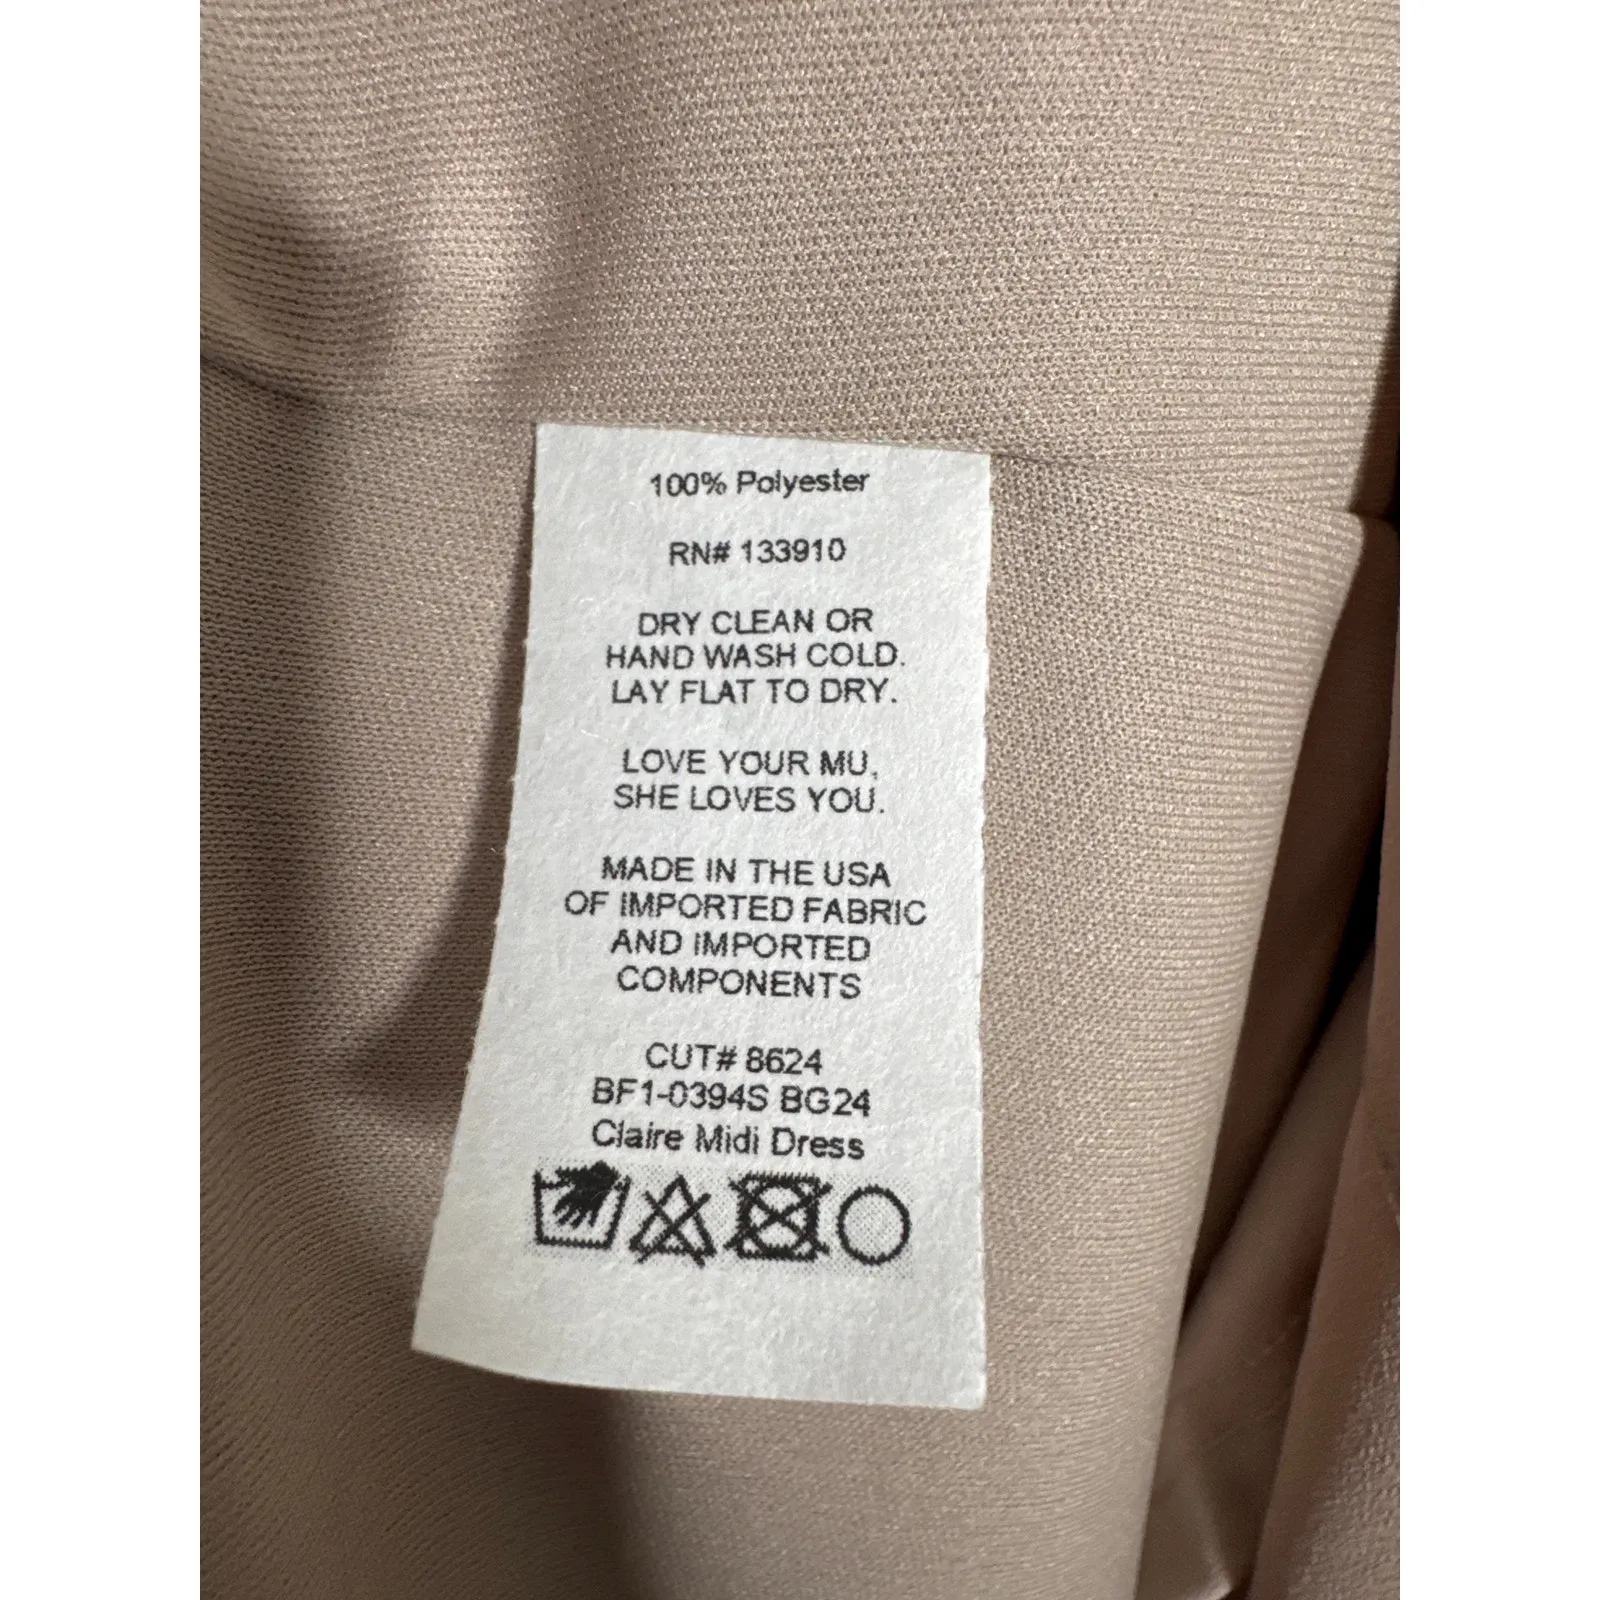 100% Polyester
RN# 133910
DRY CLEAN OR
HAND WASH COLD.
LAY FLAT TO DRY.
LOVE YOUR MU,
SHE LOVES YOU.
MADE IN THE USA
OF IMPORTED FABRIC
AND IMPORTED
COMPONENTS
CUT# 8624
BF1-0394S BG24
Claire Midi Dress